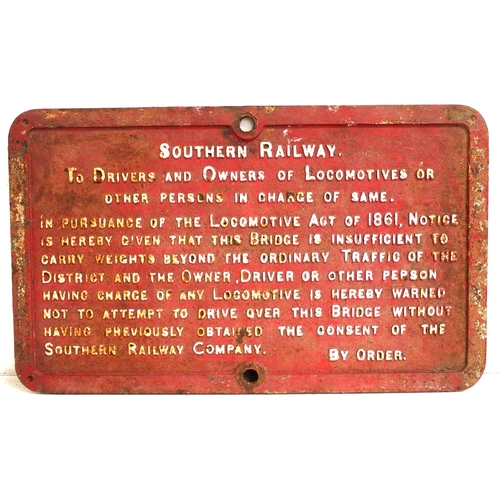 SOUTHERN RAILWAY.
TO DRIVERS AND OWNERS OF LOCOMOTIVES OR
OTHER PERSONS IN CHARGE OF SAME.
IN PURSUANCE OF THE LOCOMOTIVE ACT OF 1861, NOTICE
IS HEREBY GIVEN THAT THIS BRIDGE IS INSUFFICIENT TO
CARRY WEIGHTS BEYOND THE ORDINARY TRAFFIC OF THE
DISTRICT AND THE OWNER, DRIVER OR OTHER PERSON
HAVING CHARGE OF ANY LOCOMOTIVE IS HEREBY WARNED
NOT TO ATTEMPT TO DRIVE OVER THIS BRIDGE WITHOUT
HAVING PREVIOUSLY OBTAINED THE CONSENT OF THE
SOUTHERN RAILWAY COMPANY. BY ORDER.